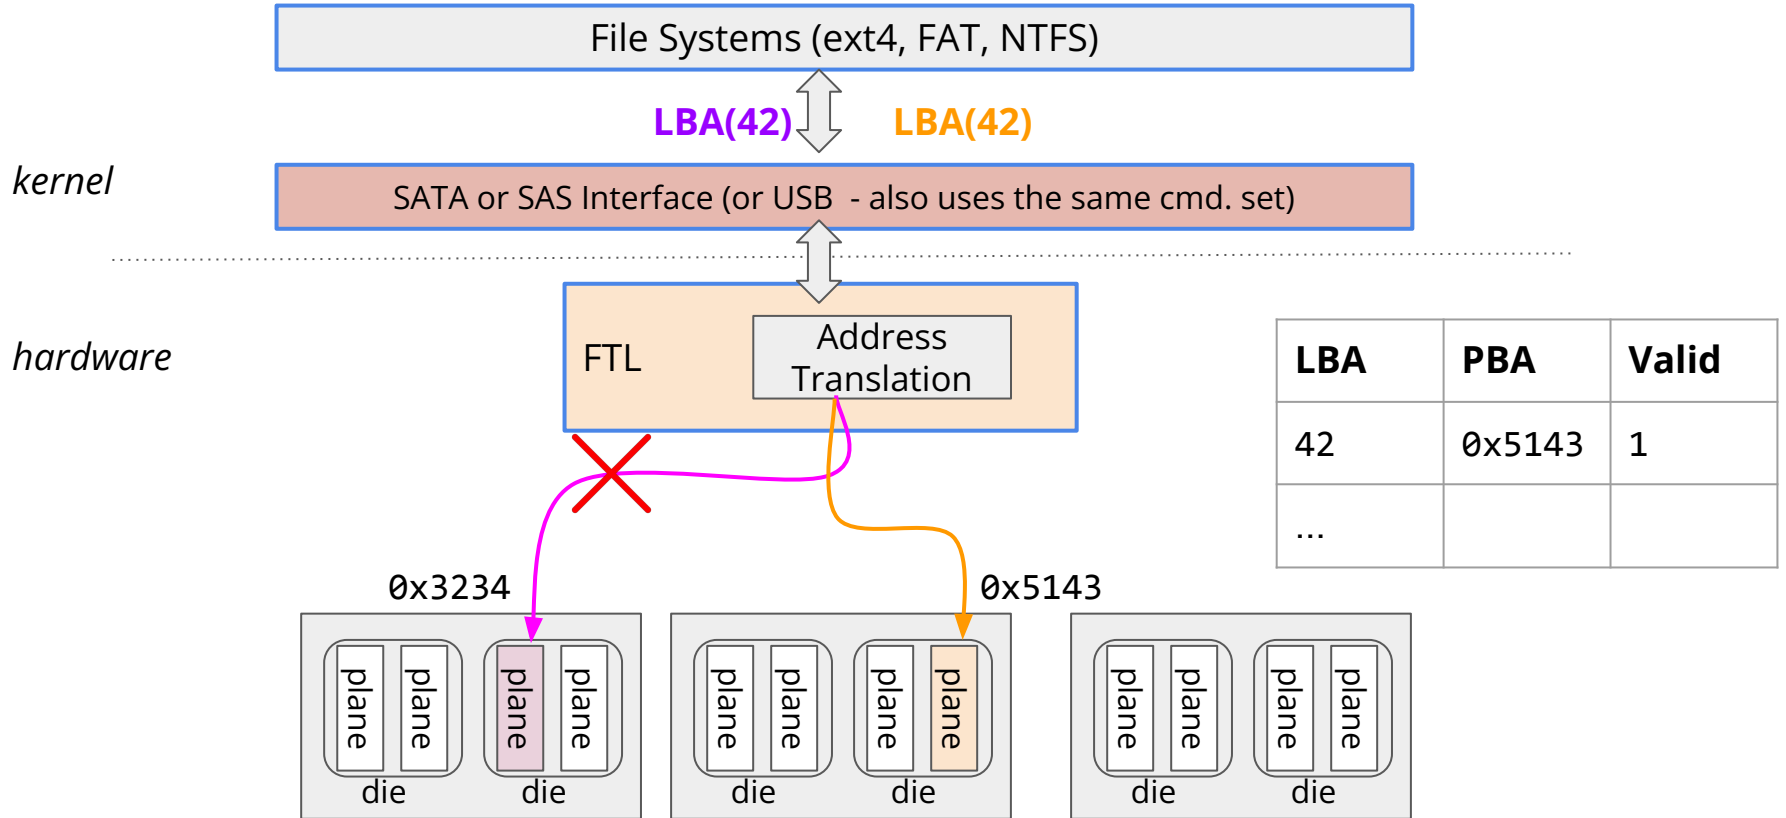 File Systems (ext4, FAT, NTFS)
LBA(42) LBA(42)
kernel
SATA or SAS Interface (or USB  - also uses the same cmd. set)
hardware
FTL
Address
Translation
LBA PBA Valid
42 0x5143 1
...
0x3234 0x5143
plane plane plane plane plane plane plane plane plane plane plane plane
die die die die die die